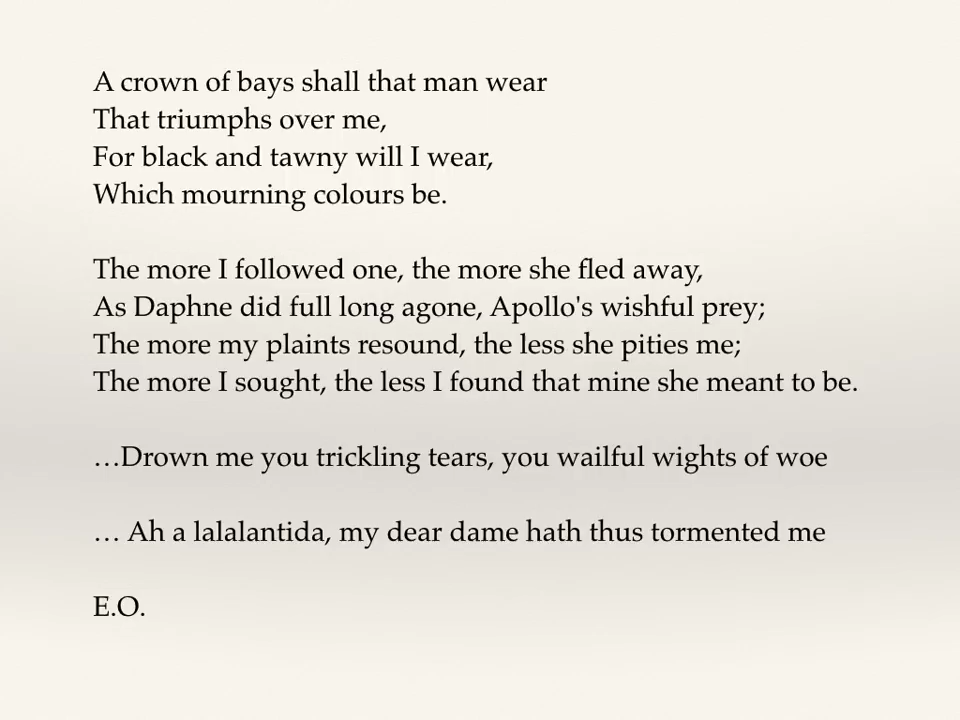 A crown of bays shall that man wear
That triumphs over me,
For black and tawny will I wear,
Which mourning colours be.
The more I followed one, the more she fled away,
As Daphne did full long agone, Apollo's wishful prey;
The more my plaints resound, the less she pities me;
The more I sought, the less I found that mine she meant to be.
…Drown me you trickling tears, you wailful wights of woe
… Ah a lalalantida, my dear dame hath thus tormented me
E.O.